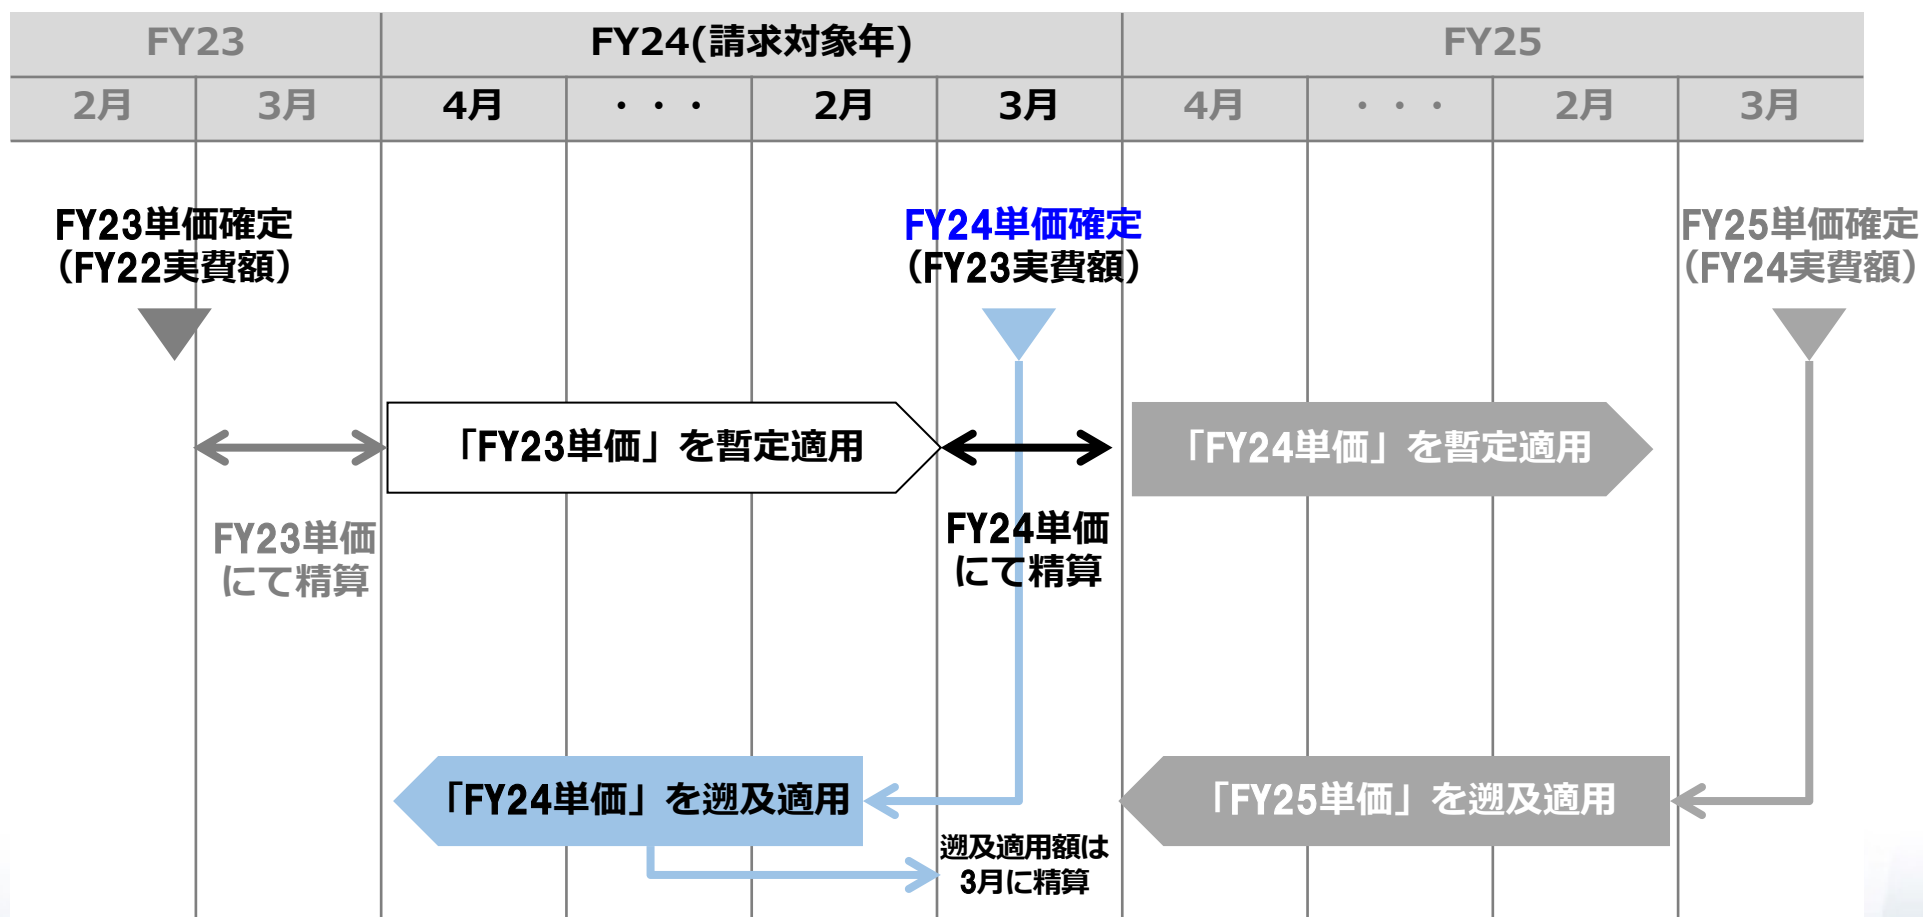 FY23
FY24(請求対象年)
FY25
2月
3月
4月
・・・
2月
3月
4月
・・・
2月
3月
FY23単価確定
（FY22実費額）
FY24単価確定
（FY23実費額）
FY25単価確定
（FY24実費額）
「FY23単価」を暫定適用
「FY24単価」を暫定適用
FY23単価
にて精算
FY24単価
にて精算
「FY24単価」を遡及適用
「FY25単価」を遡及適用
遡及適用額は
3月に精算